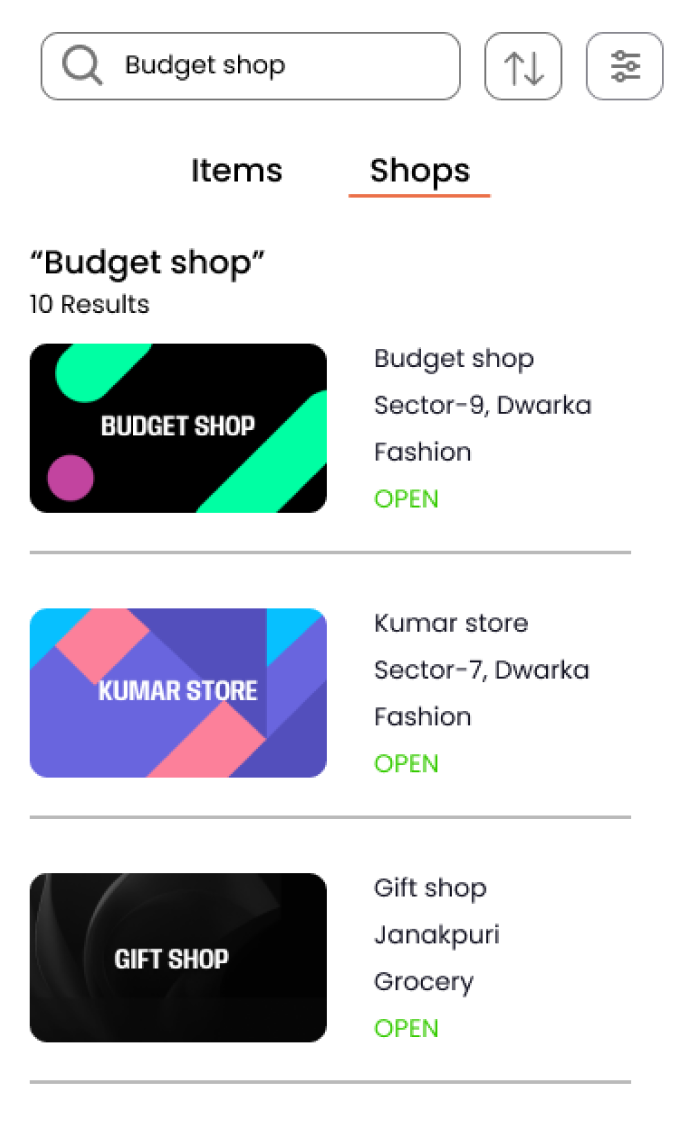 Budget shop
Items Shops
“Budget shop”
10 Results
BUDGET SHOP
Budget shop
Sector-9, Dwarka
Fashion
OPEN
KUMAR STORE
Kumar store
Sector-7, Dwarka
Fashion
OPEN
GIFT SHOP
Gift shop
Janakpuri
Grocery
OPEN